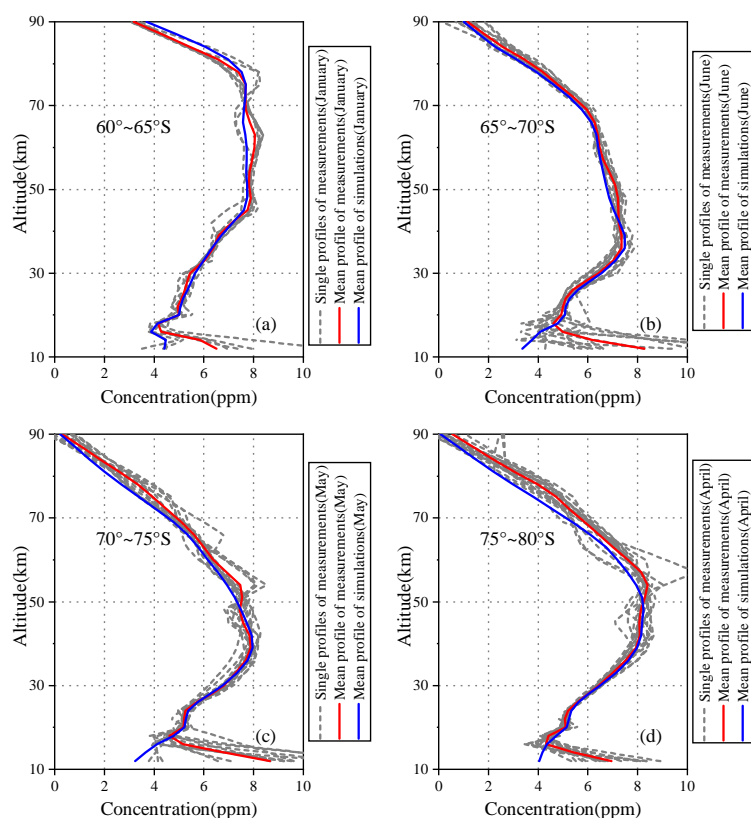 90
70
50
30
10
0
2
4
6
8
10
Altitude(km)
Concentration(ppm)
60°~65°S
(a)
Single profiles of measurements(January)
Mean profile of measurements(January)
Mean profile of simulations(January)
90
70
50
30
10
0
2
4
6
8
10
Altitude(km)
Concentration(ppm)
65°~70°S
(b)
Single profiles of measurements(June)
Mean profile of measurements(June)
Mean profile of simulations(June)
90
70
50
30
10
0
2
4
6
8
10
Altitude(km)
Concentration(ppm)
70°~75°S
(c)
Single profiles of measurements(May)
Mean profile of measurements(May)
Mean profile of simulations(May)
90
70
50
30
10
0
2
4
6
8
10
Altitude(km)
Concentration(ppm)
75°~80°S
(d)
Single profiles of measurements(April)
Mean profile of measurements(April)
Mean profile of simulations(April)